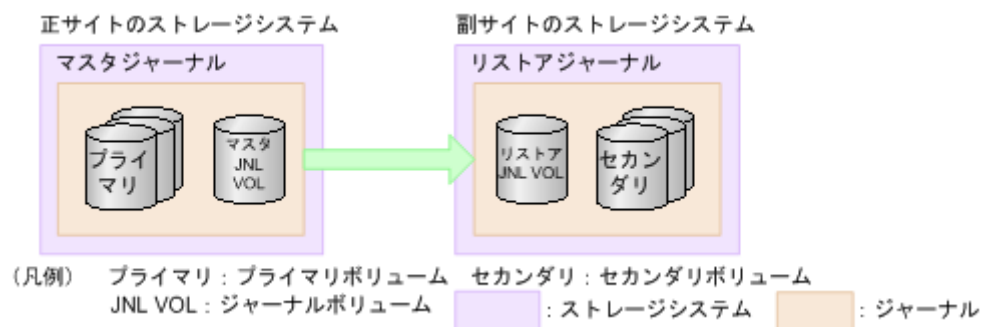 正サイトのストレージシステム
副サイトのストレージシステム
マスタジャーナル
リストアジャーナル
プライ
マリ
マスタ
JNL
VOL
リストア
JNL VOL
セカン
ダリ
(凡例) プライマリ:プライマリボリューム セカンダリ:セカンダリボリューム
JNL VOL:ジャーナルボリューム :ストレージシステム :ジャーナル